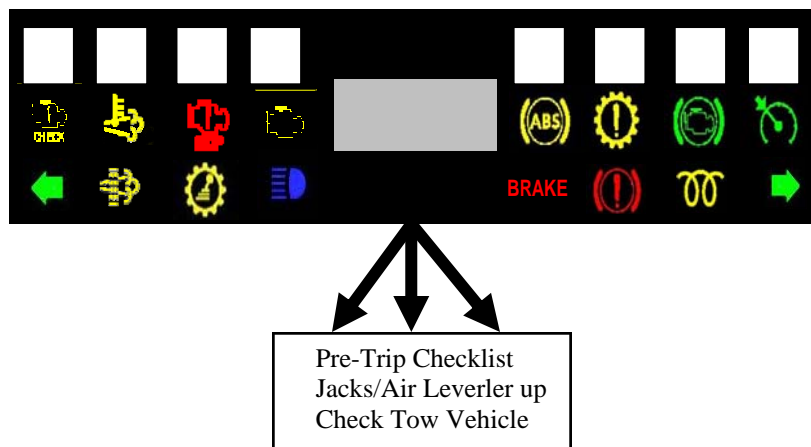 CHECK
ABS
BRAKE
Pre-Trip Checklist
Jacks/Air Leverler up
Check Tow Vehicle